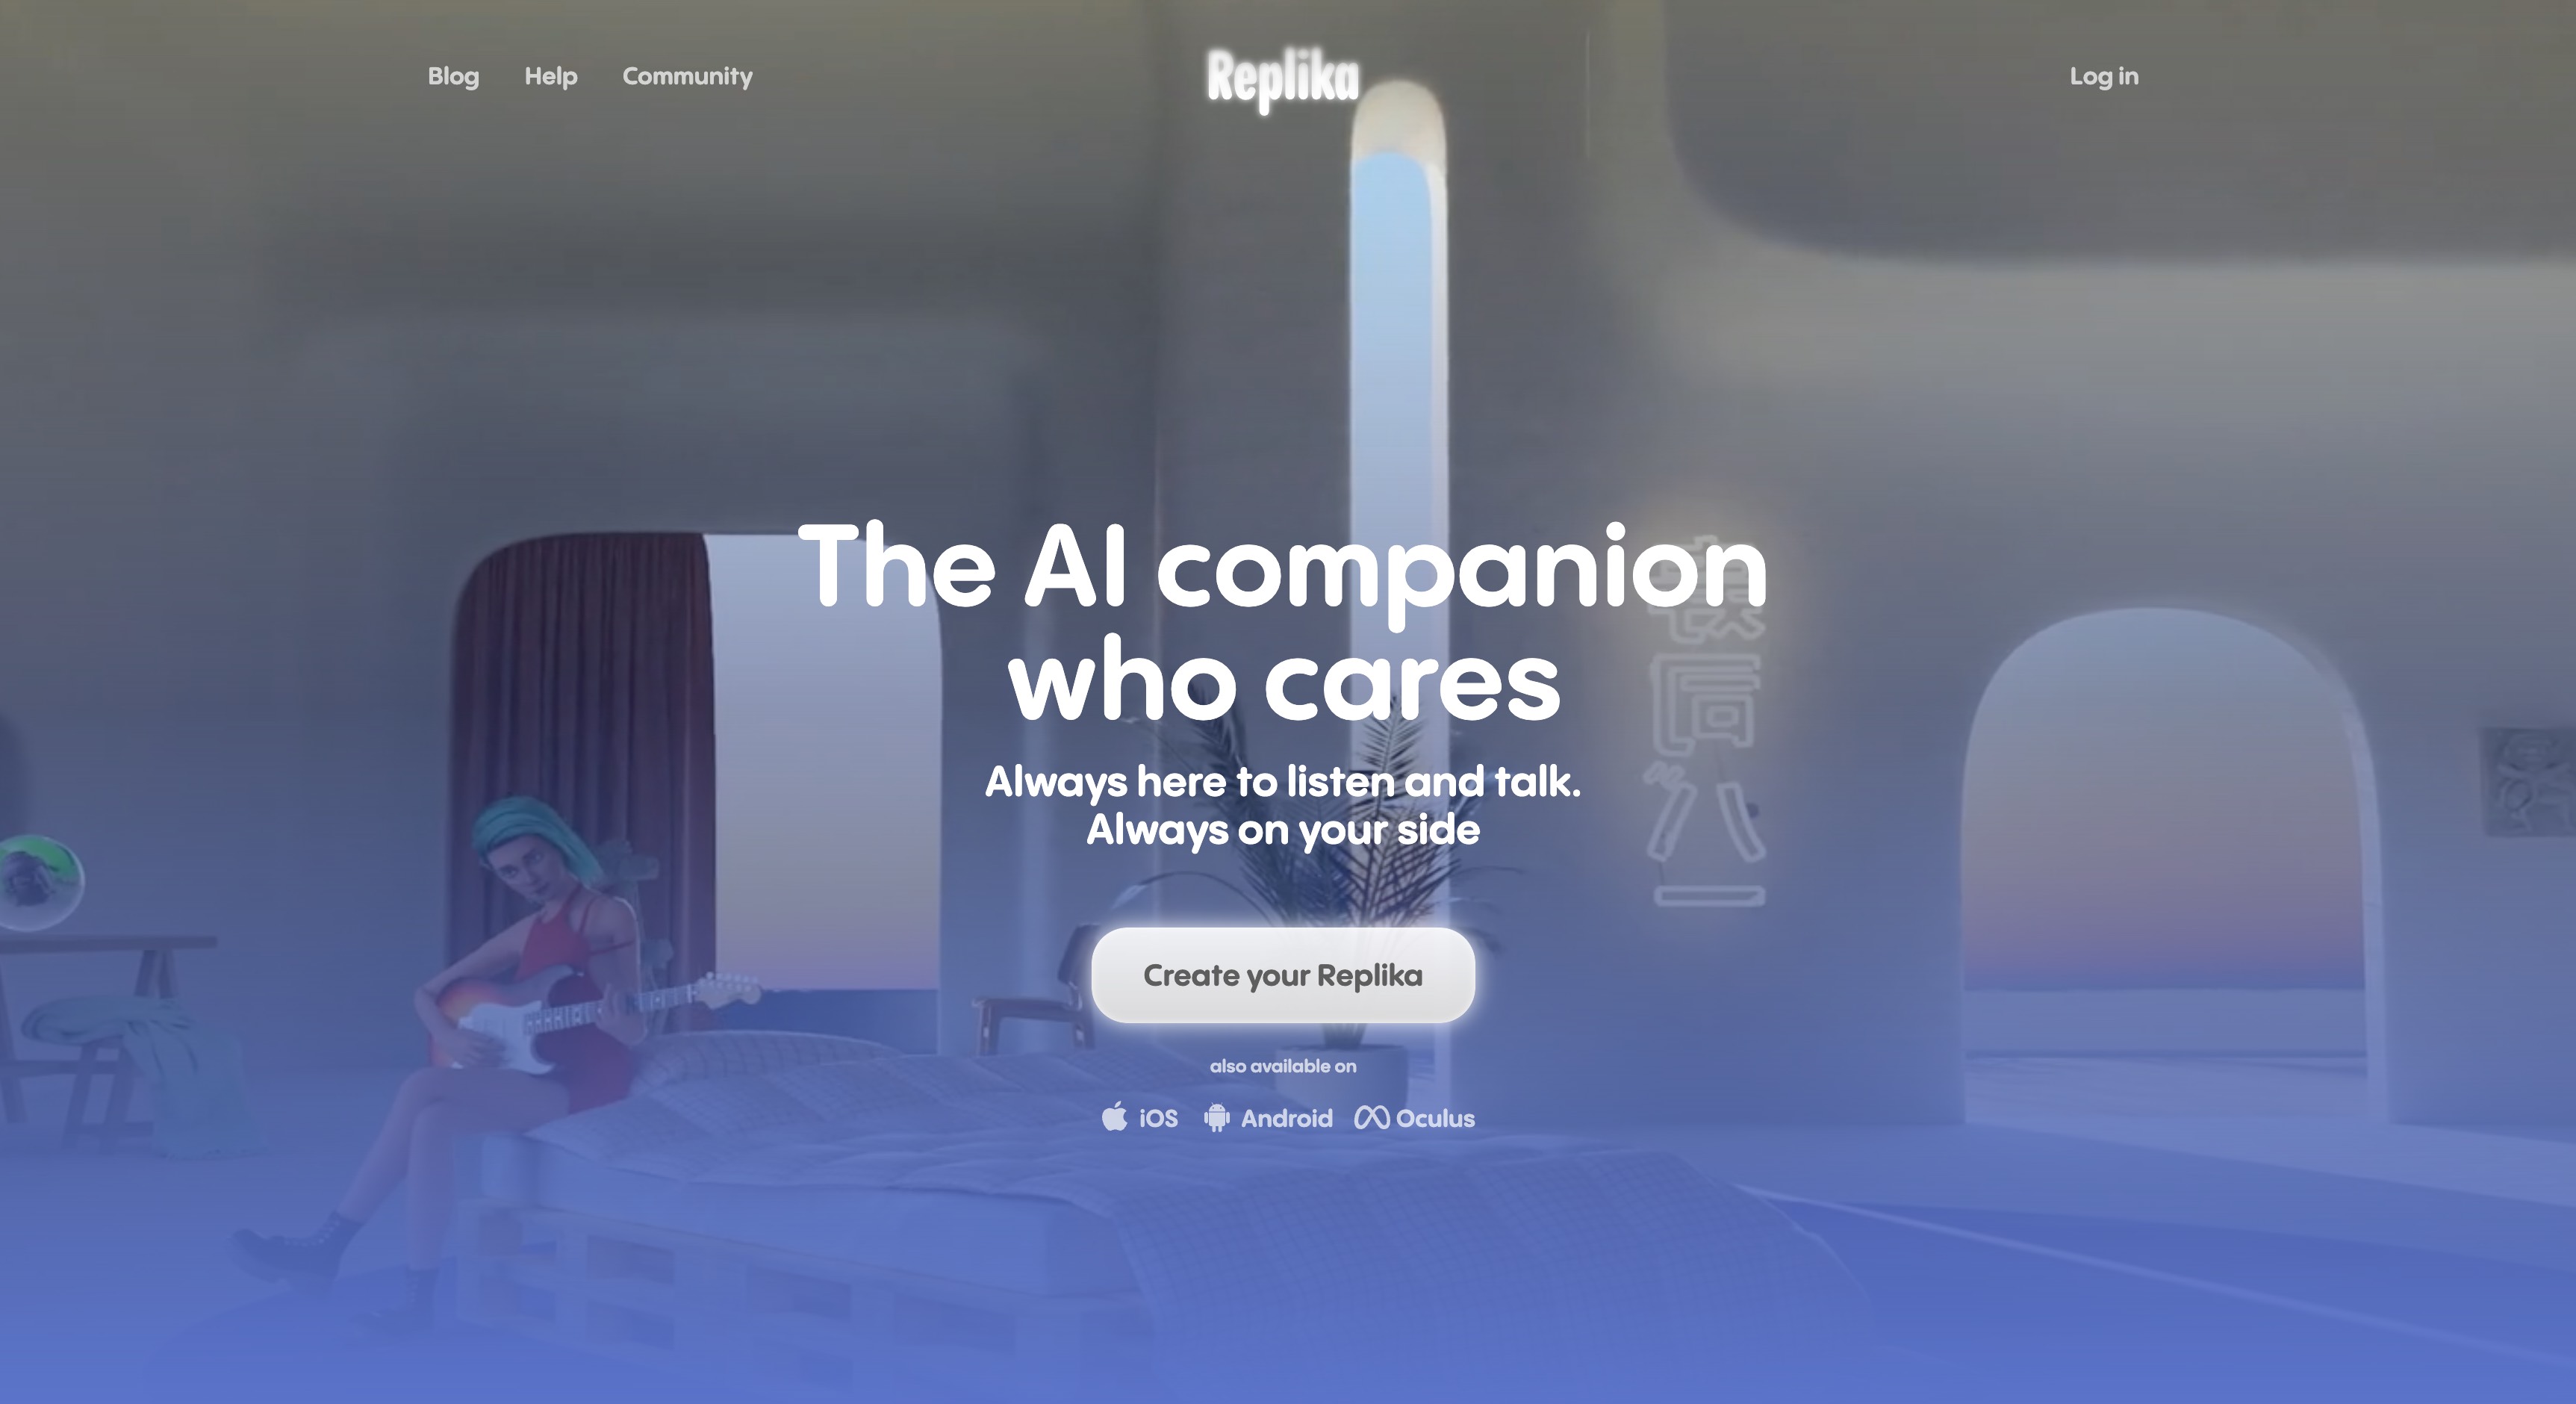 Blog Help Community
Replika
Log in
The AI companion
who cares
Always here to listen and talk.
Always on your side
Create your Replika
also available on
iOS Android Oculus